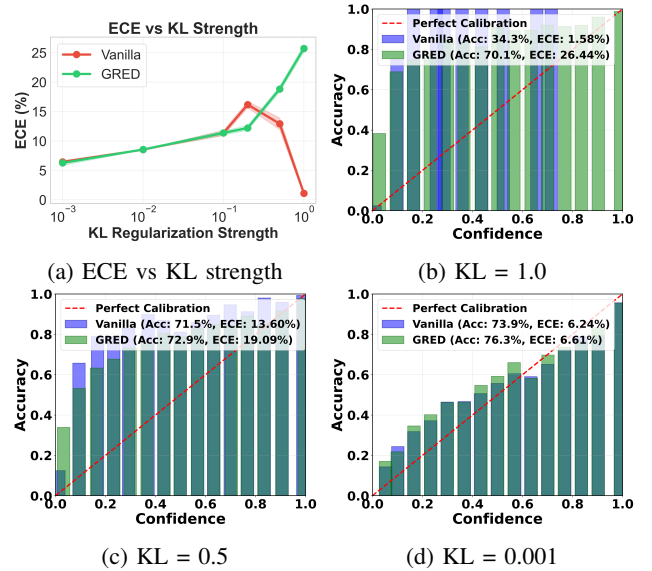 ECE vs KL Strength
Vanilla
GRED
ECE (%)
25
20
15
10
5
0
10⁻³ 10⁻² 10⁻¹ 10⁰
KL Regularization Strength
(a) ECE vs KL strength
Perfect Calibration
Vanilla (Acc: 34.3%, ECE: 1.58%)
GRED (Acc: 70.1%, ECE: 26.44%)
Accuracy
1.0
0.8
0.6
0.4
0.2
0.0
0.2 0.4 0.6 0.8 1.0
Confidence
(b) KL = 1.0
Perfect Calibration
Vanilla (Acc: 71.5%, ECE: 13.60%)
GRED (Acc: 72.9%, ECE: 19.09%)
Accuracy
1.0
0.8
0.6
0.4
0.2
0.0
0.2 0.4 0.6 0.8 1.0
Confidence
(c) KL = 0.5
Perfect Calibration
Vanilla (Acc: 73.9%, ECE: 6.24%)
GRED (Acc: 76.3%, ECE: 6.61%)
Accuracy
1.0
0.8
0.6
0.4
0.2
0.0
0.2 0.4 0.6 0.8 1.0
Confidence
(d) KL = 0.001